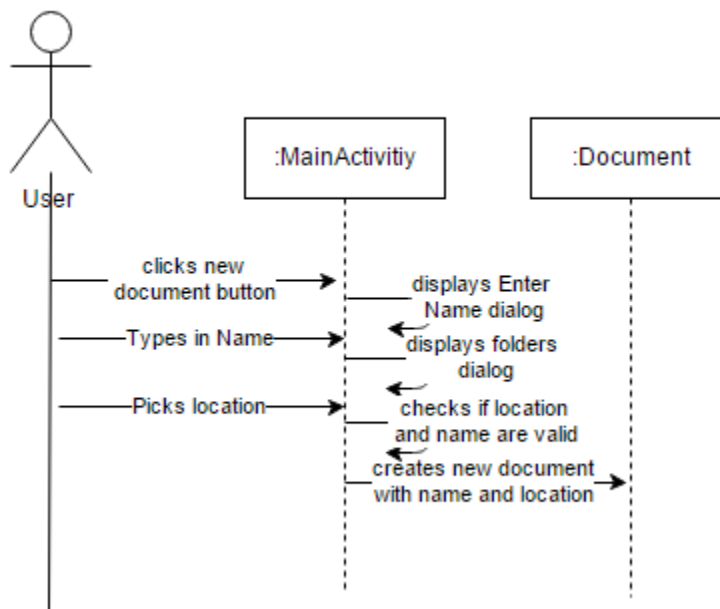 :MainActivitiy
:Document
User
clicks new
document button
displays Enter
Name dialog
Types in Name
displays folders
dialog
Picks location
checks if location
and name are valid
creates new document
with name and location